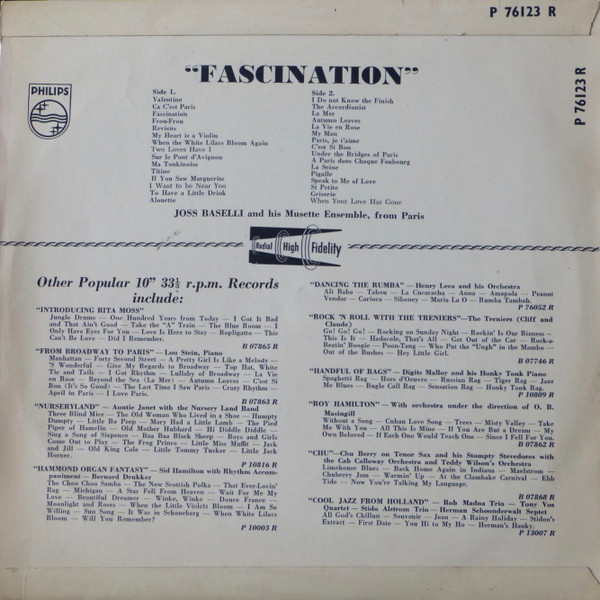 P 76123 R
P 76123 R
PHILIPS
"FASCINATION"
Side 1.
Valentine
Ca C'est Paris
Fascination
Frou-Frou
Reviens
My Heart is a Violin
When the White Lilacs Bloom Again
Two Loves Have I
Sur le Pont d'Avignon
Ma Tonkinoise
Titine
If You Saw Marguerite
I Want to be Near You
To Have a Little Drink
Alouette
Side 2.
I Do not Know the Finish
The Accordionist
La Mer
Autumn Leaves
La Vie en Rose
My Man
Paris, je t'aime
C'est Si Bon
Under the Bridges of Paris
A Paris dans Chaque Faubourg
La Seine
Pigalle
Speak to Me of Love
Si Petite
Griserie
When Your Love Has Gone
JOSS BASELLI and his Musette Ensemble, from Paris
Radial High Fidelity
Other Popular 10" 33⅓ r.p.m. Records
include:
"INTRODUCING RITA MOSS"
Jungle Drums — One Hundred Years from Today — I Got It Bad
and That Ain't Good — Take the "A" Train — The Blue Room — I
Only Have Eyes For You — Love Is Here to Stay — Bopligatto — This
Can't Be Love — Did I Remember.
B 07865 R
"FROM BROADWAY TO PARIS" — Lou Stein, Piano
Manhattan — Forty Second Street — A Pretty Girl Is Like a Melody —
'S Wonderful — Give My Regards to Broadway — Top Hat, White
Tie and Tails — I Got Rhythm — Lullaby of Broadway — La Vie
en Rose — Beyond the Sea (La Mer) — Autumn Leaves — C'est Si
Bon (It's So Good) — The Last Time I Saw Paris — Crazy Rhythm —
April in Paris — I Love Paris.
B 07863 R
"NURSERYLAND" — Auntie Janet with the Nursery Land Band
Three Blind Mice — The Old Woman Who Lived in a Shoe — Humpty
Dumpty — Little Bo Peep — Mary Had a Little Lamb — The Pied
Piper of Hamelin — Old Mother Hubbard — Hi Diddle Diddle —
Sing a Song of Sixpence — Baa Baa Black Sheep — Boys and Girls
Come Out to Play — The Frog Prince — Little Miss Muffit — Jack
and Jill — Old King Cole — Little Tommy Tucker — Little Jack
Horner.
P 10816 R
"HAMMOND ORGAN FANTASY" — Sid Hamilton with Rhythm Accom-
paniment — Bernard Drukker
The Choo Choo Samba — The New Scottish Polka — That Ever-Lovin'
Rag — Michigan — A Star Fell From Heaven — Wait For Me My
Love — Beautiful Dreamer — Winke, Winke — Douce France —
Moonlight and Roses — When the Little Violets Bloom — I Am So
Willing — Sun Song — It Was in Schoneberg — When White Lilacs
Bloom — Will You Remember?
P 10003 R
"DANCING THE RUMBA" — Henry Leca and his Orchestra
Ali Baba — Tabou — La Cucaracha — Anna — Amapola — Peanut
Vendor — Carioca — Siboney — Maria La O — Rumba Tambah.
P 76052 R
"ROCK 'N ROLL WITH THE TRENIERS"—The Treniers (Cliff and
Claude)
Go! Go! Go! — Rocking on Sunday Night — Rockin' Is Our Bizness —
This Is It — Hadacole, That's All — Get Out of the Car — Rock-a-
Beatin' Boogie — Poon-Tang — Who Put the "Ungh" in the Mambo —
Out of the Bushes — Hey Little Girl.
B 07746 R
"HANDFUL OF RAGS" — Digits Malloy and his Honky Tonk Piano
Spaghetti Rag — Hors d'Oeuvre — Russian Rag — Tiger Rag — Jazz
Me Blues — Bugle Call Rag — Sensation Rag — Honky Tonk Rag.
P 10809 R
"ROY HAMILTON" — With orchestra under the direction of O. B.
Masingill
Without a Song — Cuban Love Song — Trees — Misty Valley — Take
Me With You — All This Is Mine — If You Are But a Dream — My
Own Beloved — If Each One Would Teach One — Since I Fell For You.
B 07862 R
"CHU"—Chu Berry on Tenor Sax and his Stumpety Stevedores with
the Cab Calloway Orchestra and Teddy Wilson's Orchestra
Limehouse Blues — Back Home Again in Indiana — Maelstrom —
Chuberry Jam — Warmin' Up — At the Clambake Carnival — Ebb
Tide — Now You're Talking My Language.
B 07868 R
"COOL JAZZ FROM HOLLAND" — Rob Madna Trio — Tony Vos
Quartet — Stido Alstrom Trio — Herman Schoonderwalt Septet
All God's Chillun — Souvenir — Jean — A Rainy Holiday — Stidoo's
Extract — First Date — You Hi to My Ho — Herman's Hasky.
P 13007 R